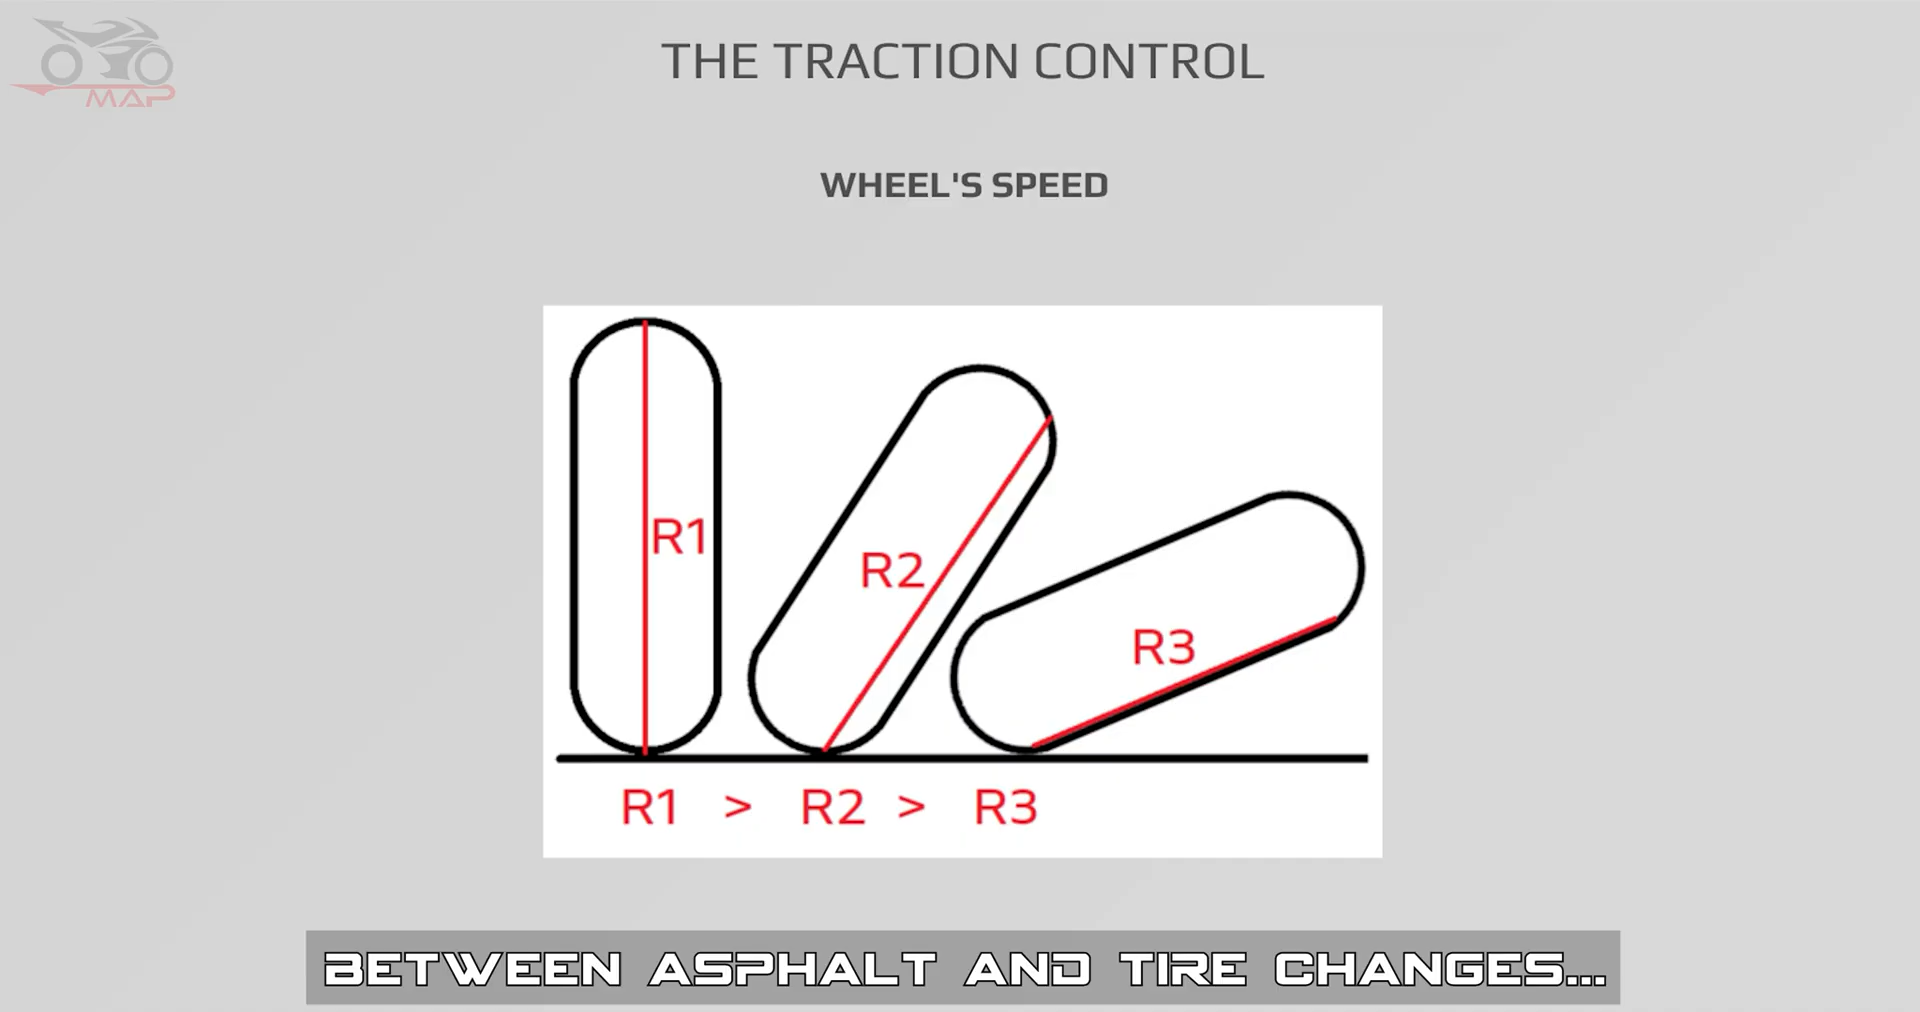 MAP
THE TRACTION CONTROL
WHEEL'S SPEED
R1
R2
R3
R1 > R2 > R3
BETWEEN ASPHALT AND TIRE CHANGES...